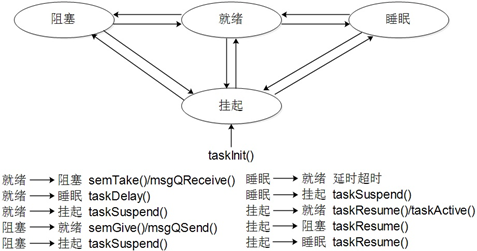 阻塞 就绪 睡眠
挂起
taskInit()
就绪 阻塞 semTake()/msgQReceive() 睡眠 就绪 延时超时
就绪 睡眠 taskDelay() 睡眠 挂起 taskSuspend()
就绪 挂起 taskSuspend() 挂起 就绪 taskResume()/taskActive()
阻塞 就绪 semGive()/msgQSend() 挂起 阻塞 taskResume()
阻塞 挂起 taskSuspend() 挂起 睡眠 taskResume()